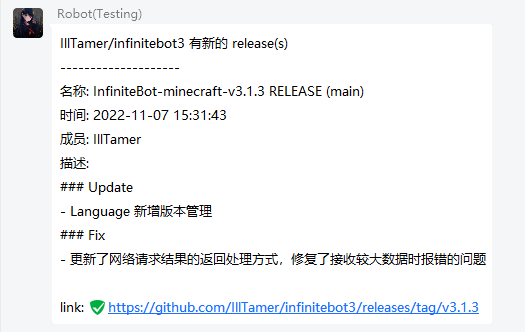 Robot(Testing)
IllTamer/infinitebot3 有新的 release(s)
--------------------
名称: InfiniteBot-minecraft-v3.1.3 RELEASE (main)
时间: 2022-11-07 15:31:43
成员: IllTamer
描述:
### Update
- Language 新增版本管理
### Fix
- 更新了网络请求结果的返回处理方式，修复了接收较大数据时报错的问题
link: https://github.com/IllTamer/infinitebot3/releases/tag/v3.1.3